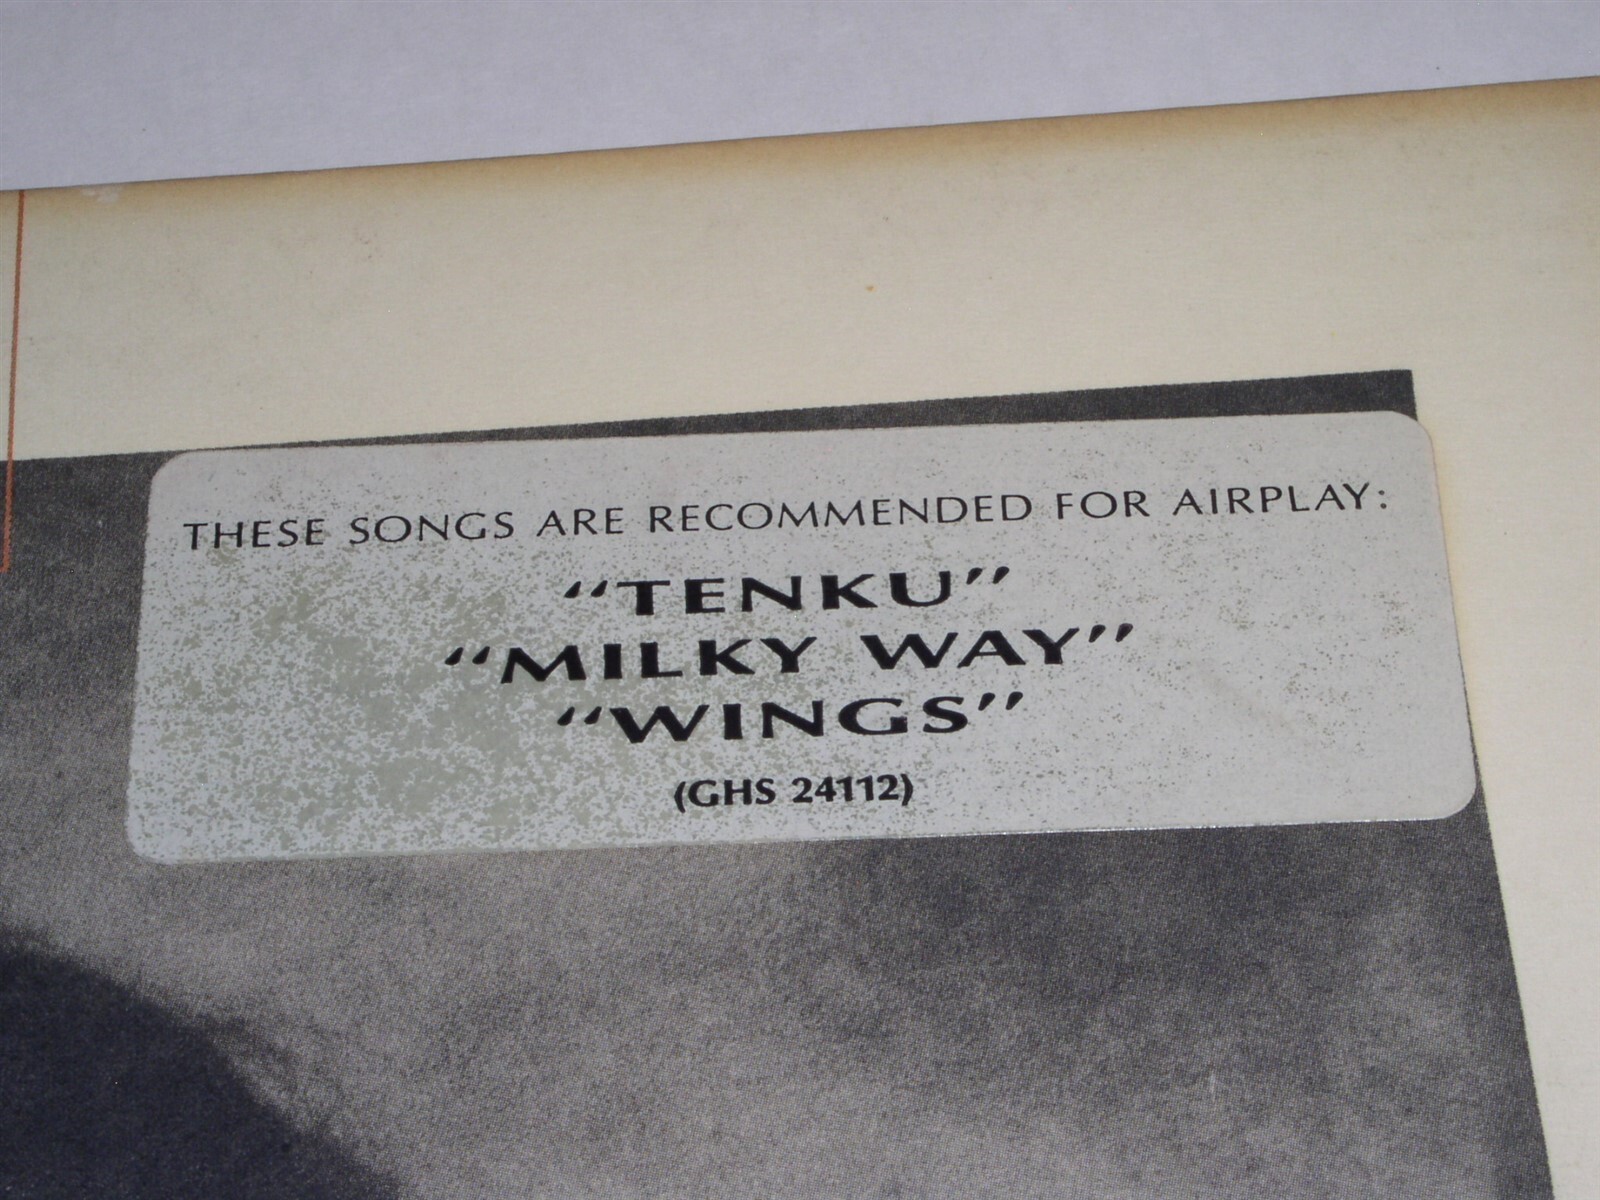 THESE SONGS ARE RECOMMENDED FOR AIRPLAY:
"TENKU"
"MILKY WAY"
"WINGS"
(GHS 24112)